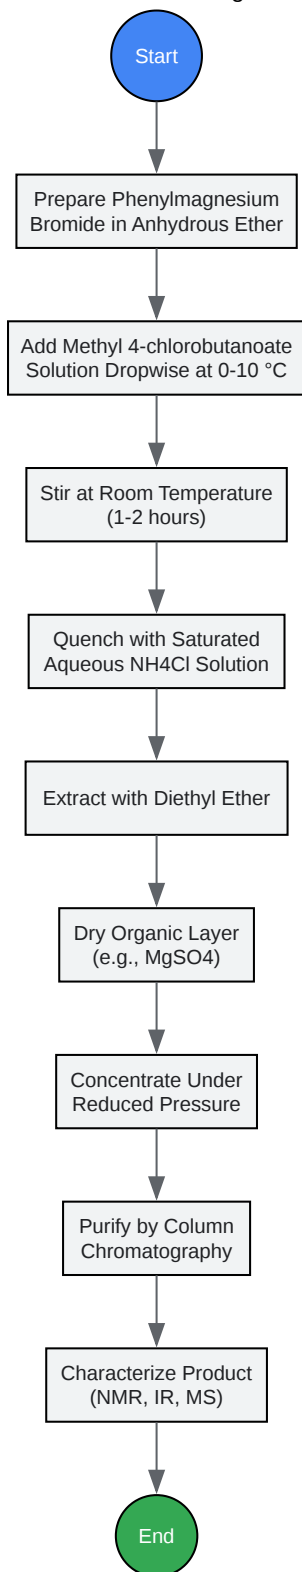 Start
Prepare Phenylmagnesium
Bromide in Anhydrous Ether
Add Methyl 4-chlorobutanoate
Solution Dropwise at 0-10 °C
Stir at Room Temperature
(1-2 hours)
Quench with Saturated
Aqueous NH4Cl Solution
Extract with Diethyl Ether
Dry Organic Layer
(e.g., MgSO4)
Concentrate Under
Reduced Pressure
Purify by Column
Chromatography
Characterize Product
(NMR, IR, MS)
End